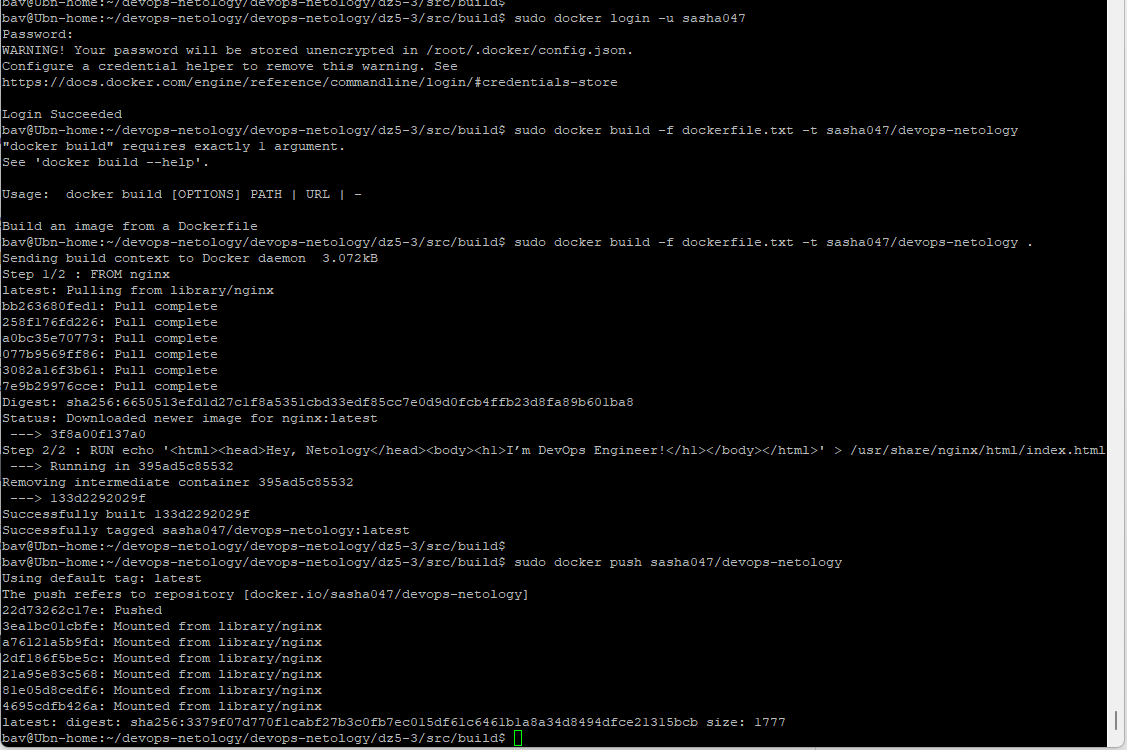 bav@Ubn-home:~/devops-netology/devops-netology/dz5-3/src/build$
bav@Ubn-home:~/devops-netology/devops-netology/dz5-3/src/build$ sudo docker login -u sasha047
Password:
WARNING! Your password will be stored unencrypted in /root/.docker/config.json.
Configure a credential helper to remove this warning. See
https://docs.docker.com/engine/reference/commandline/login/#credentials-store
Login Succeeded
bav@Ubn-home:~/devops-netology/devops-netology/dz5-3/src/build$ sudo docker build -f dockerfile.txt -t sasha047/devops-netology
"docker build" requires exactly 1 argument.
See 'docker build --help'.
Usage:  docker build [OPTIONS] PATH | URL | -
Build an image from a Dockerfile
bav@Ubn-home:~/devops-netology/devops-netology/dz5-3/src/build$ sudo docker build -f dockerfile.txt -t sasha047/devops-netology .
Sending build context to Docker daemon  3.072kB
Step 1/2 : FROM nginx
latest: Pulling from library/nginx
bb263680fed1: Pull complete
258f176fd226: Pull complete
a0bc35e70773: Pull complete
077b9569ff86: Pull complete
3082a16f3b61: Pull complete
7e9b29976cce: Pull complete
Digest: sha256:6650513efd1d27c1f8a5351cbd33edf85cc7e0d9d0fcb4ffb23d8fa89b601ba8
Status: Downloaded newer image for nginx:latest
 ---> 3f8a00f137a0
Step 2/2 : RUN echo '<html><head>Hey, Netology</head><body><h1>I’m DevOps Engineer!</h1></body></html>' > /usr/share/nginx/html/index.html
 ---> Running in 395ad5c85532
Removing intermediate container 395ad5c85532
 ---> 133d2292029f
Successfully built 133d2292029f
Successfully tagged sasha047/devops-netology:latest
bav@Ubn-home:~/devops-netology/devops-netology/dz5-3/src/build$
bav@Ubn-home:~/devops-netology/devops-netology/dz5-3/src/build$ sudo docker push sasha047/devops-netology
Using default tag: latest
The push refers to repository [docker.io/sasha047/devops-netology]
22d73262c17e: Pushed
3ea1bc01cbfe: Mounted from library/nginx
a76121a5b9fd: Mounted from library/nginx
2df186f5be5c: Mounted from library/nginx
21a95e83c568: Mounted from library/nginx
81e05d8cedf6: Mounted from library/nginx
4695cdfb426a: Mounted from library/nginx
latest: digest: sha256:3379f07d770f1cabf27b3c0fb7ec015df61c6461b1a8a34d8494dfce21315bcb size: 1777
bav@Ubn-home:~/devops-netology/devops-netology/dz5-3/src/build$